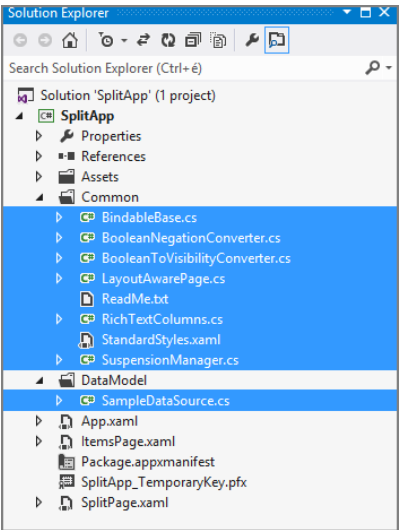 Solution Explorer
Search Solution Explorer (Ctrl+é)
Solution 'SplitApp' (1 project)
C# SplitApp
Properties
References
Assets
Common
C# BindableBase.cs
C# BooleanNegationConverter.cs
C# BooleanToVisibilityConverter.cs
C# LayoutAwarePage.cs
ReadMe.txt
C# RichTextColumns.cs
StandardStyles.xaml
C# SuspensionManager.cs
DataModel
C# SampleDataSource.cs
App.xaml
ItemsPage.xaml
Package.appxmanifest
SplitApp_TemporaryKey.pfx
SplitPage.xaml